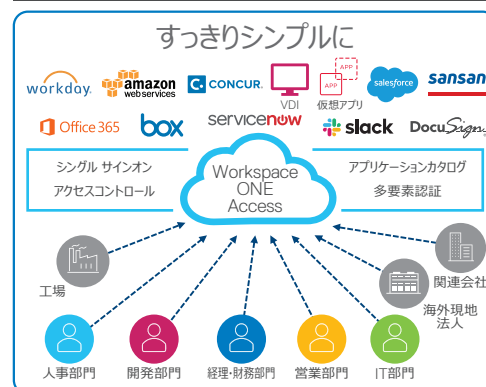 すっきりシンプルに
workday.
amazon
web services
C CONCUR.
VDI
APP
APP
仮想アプリ
salesforce
sansan
Office 365
box
servicenow
slack
DocuSign
シングル サインオン
アクセスコントロール
Workspace
ONE
Access
アプリケーションカタログ
多要素認証
工場
関連会社
海外現地
法人
人事部門
開発部門
経理・財務部門
営業部門
IT部門